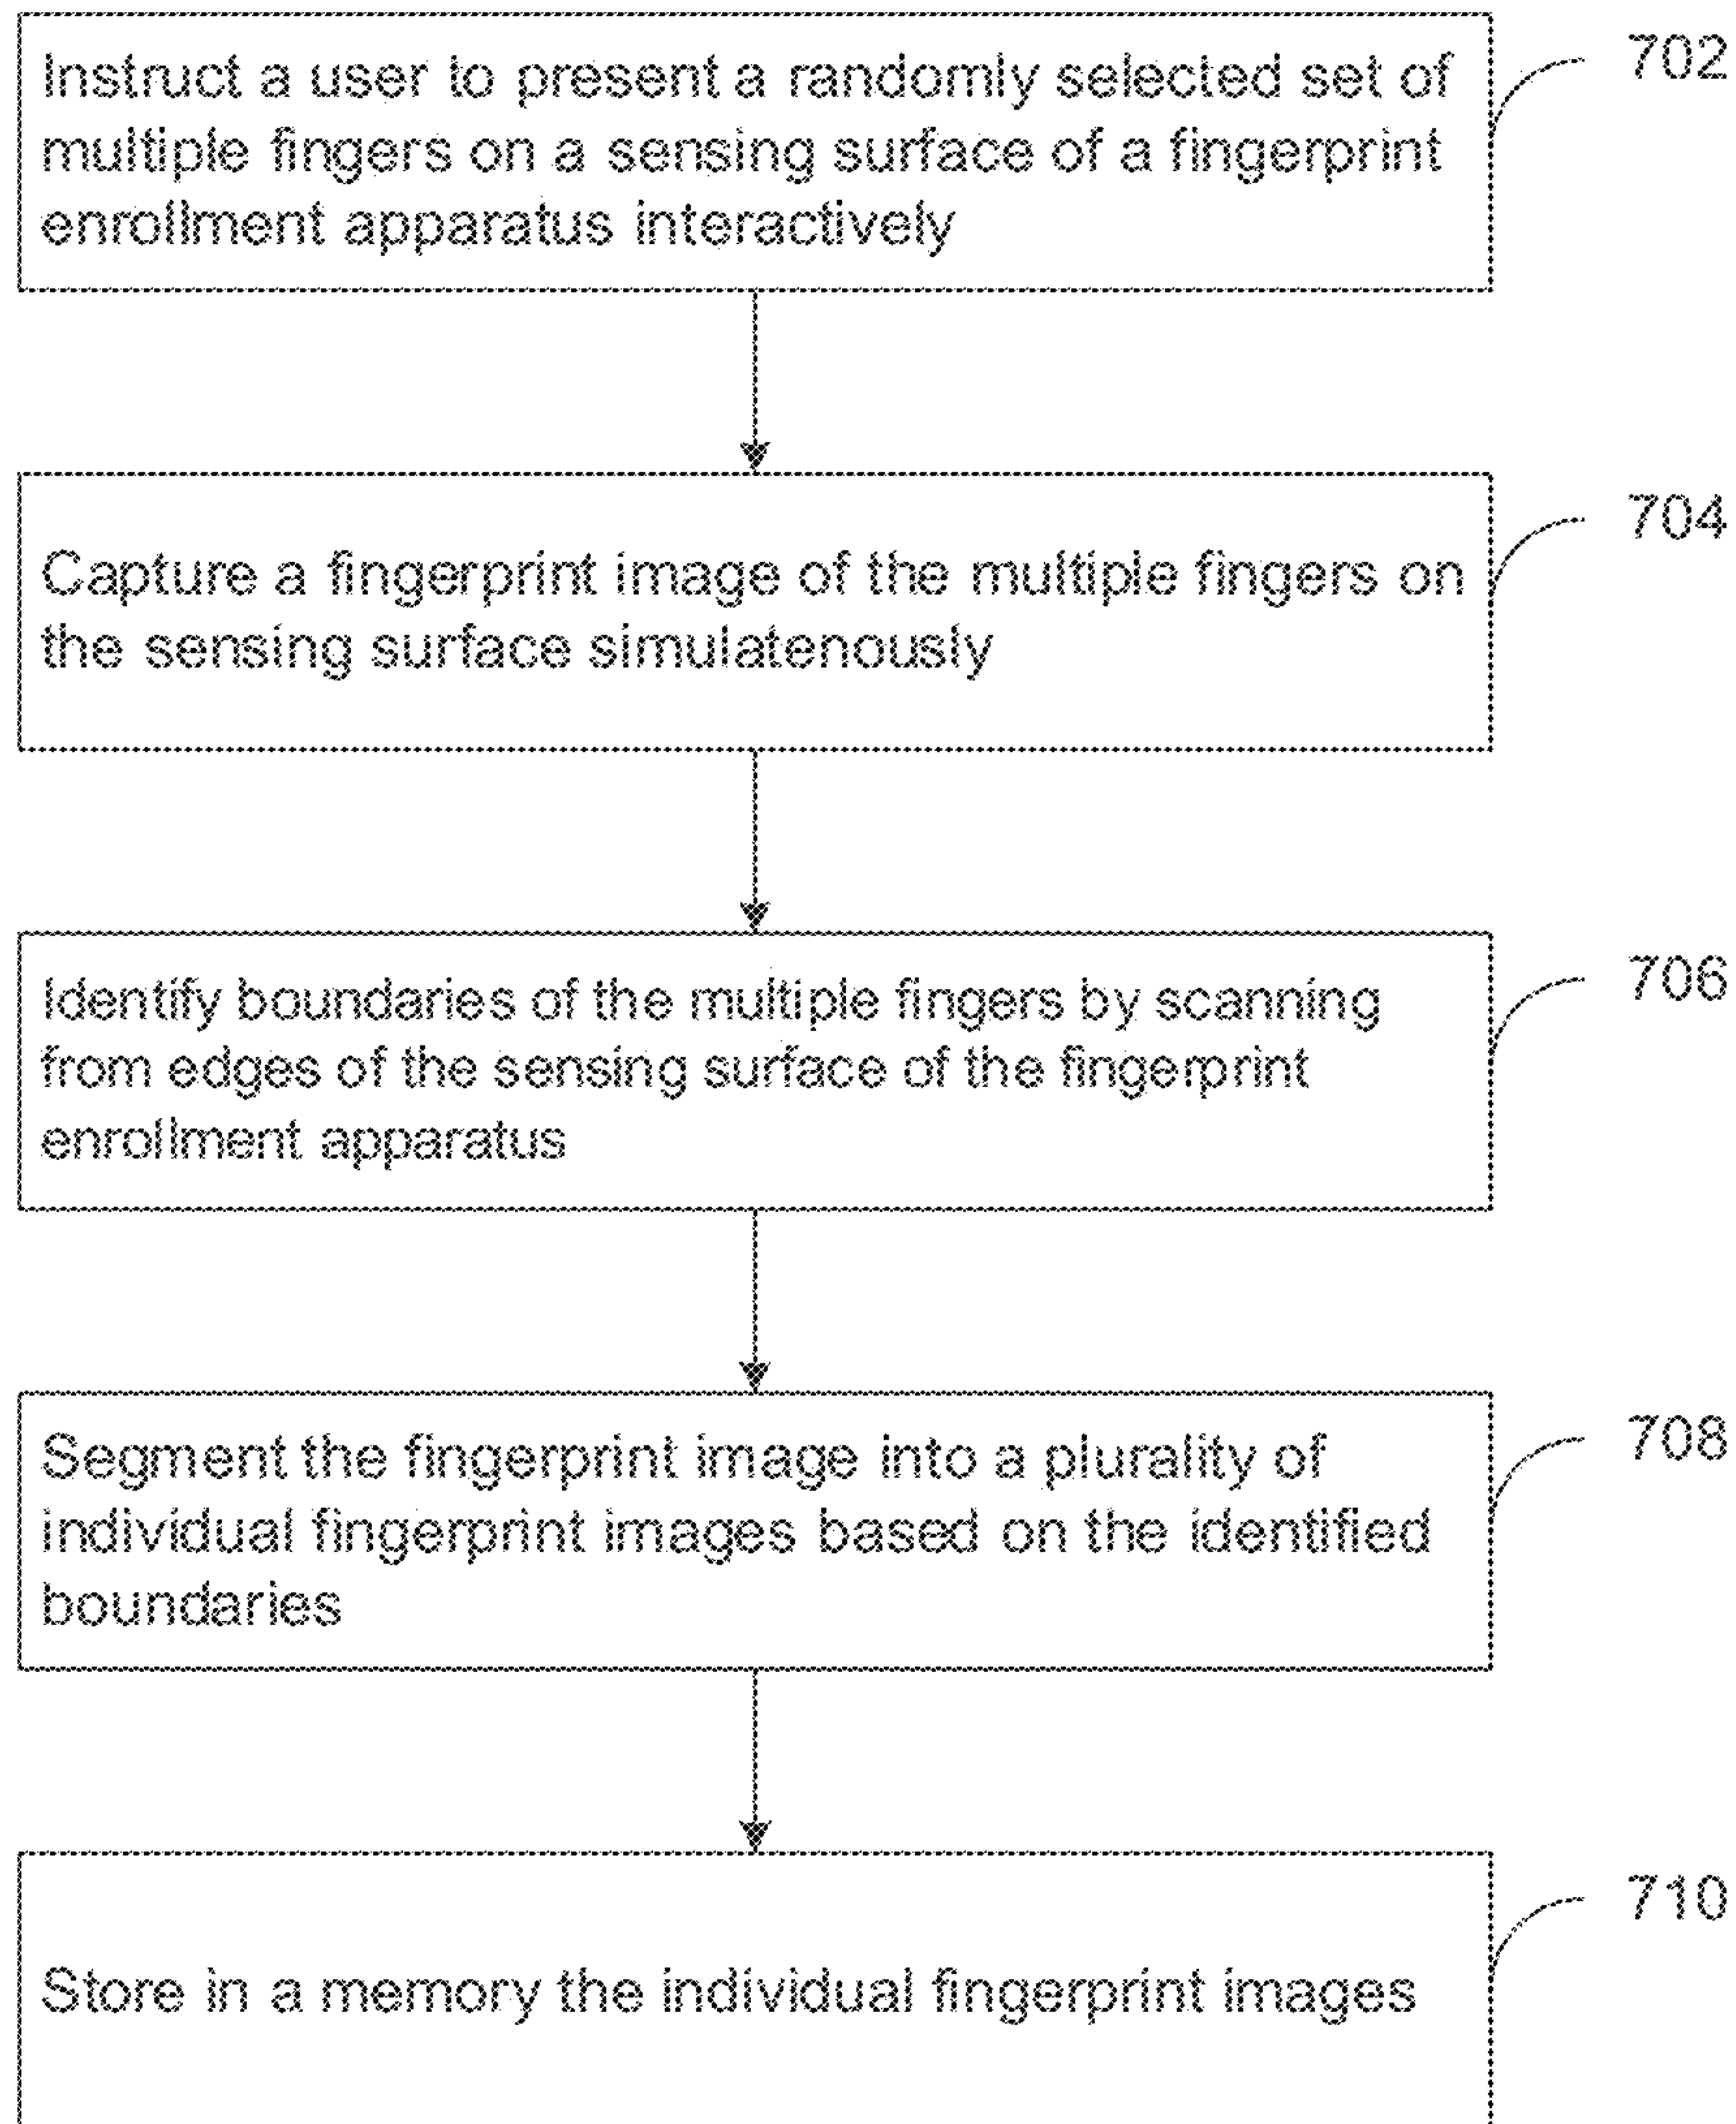 Instruct a user to present a randomly selected set of
multiple fingers on a sensing surface of a fingerprint
enrollment apparatus interactively
702
Capture a fingerprint image of the multiple fingers on
the sensing surface simulatenously
704
Identify boundaries of the multiple fingers by scanning
from edges of the sensing surface of the fingerprint
enrollment apparatus
706
Segment the fingerprint image into a plurality of
individual fingerprint images based on the identified
boundaries
708
Store in a memory the individual fingerprint images
710